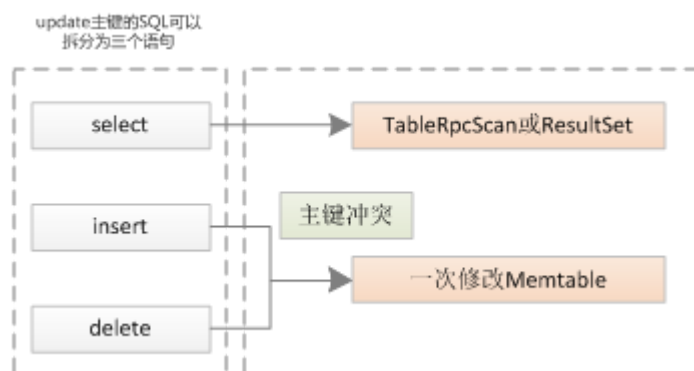 update主键的SQL可以
拆分为三个语句
select
TableRpcScan或ResultSet
主键冲突
insert
一次修改Memtable
delete